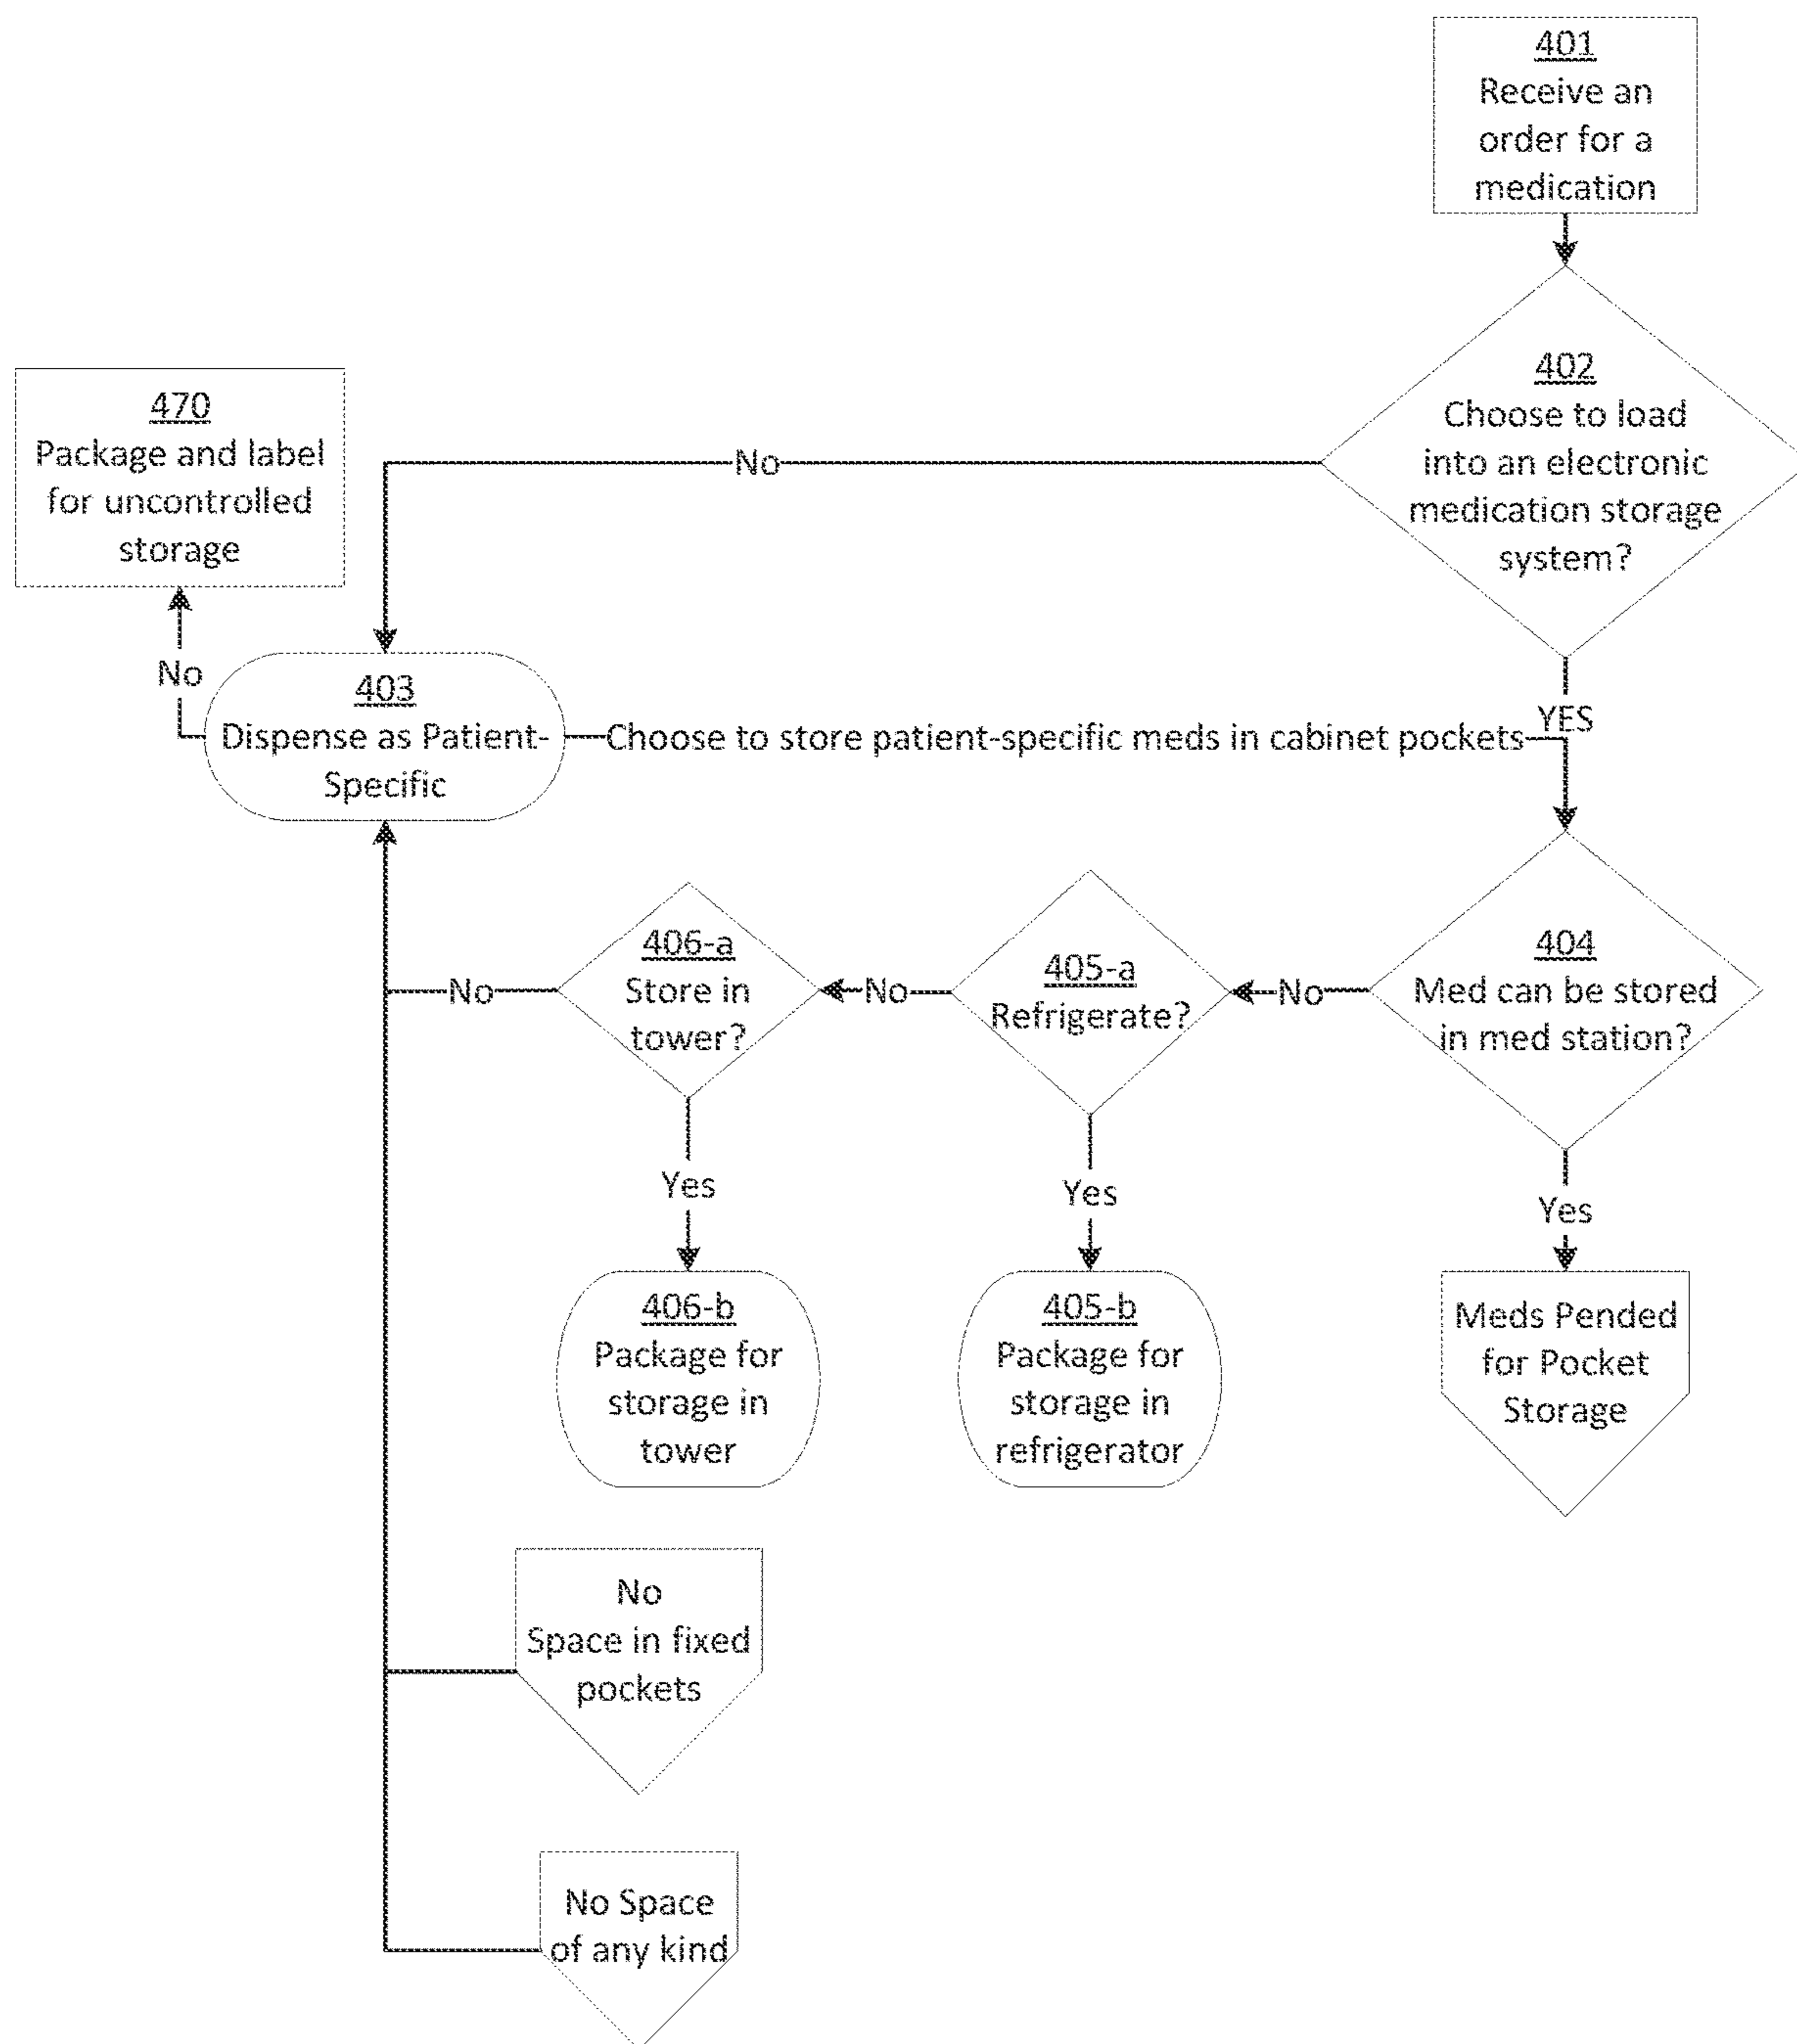 401
Receive an
order for a
medication
402
Choose to load
into an electronic
medication storage
system?
No
470
Package and label
for uncontrolled
storage
No
403
Dispense as Patient-
Specific
Choose to store patient-specific meds in cabinet pockets
YES
404
Med can be stored
in med station?
No
405-a
Refrigerate?
No
406-a
Store in
tower?
No
Yes
Yes
Yes
406-b
Package for
storage in
tower
405-b
Package for
storage in
refrigerator
Meds Pended
for Pocket
Storage
No
Space in fixed
pockets
No Space
of any kind